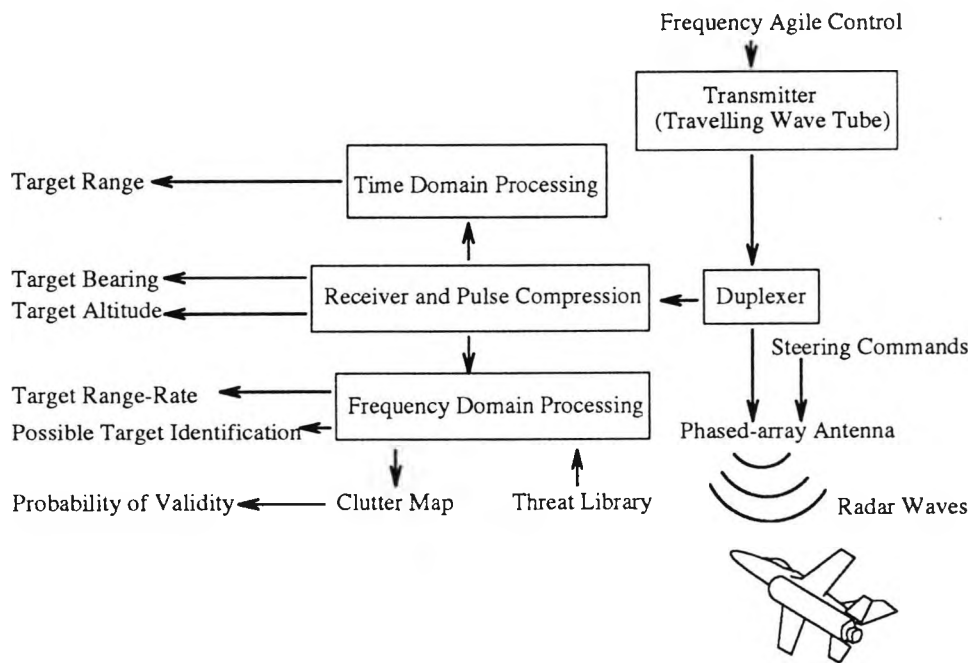 Frequency Agile Control
Transmitter
(Travelling Wave Tube)
Target Range
Time Domain Processing
Target Bearing
Target Altitude
Receiver and Pulse Compression
Duplexer
Steering Commands
Target Range-Rate
Possible Target Identification
Frequency Domain Processing
Phased-array Antenna
Probability of Validity
Clutter Map
Threat Library
Radar Waves